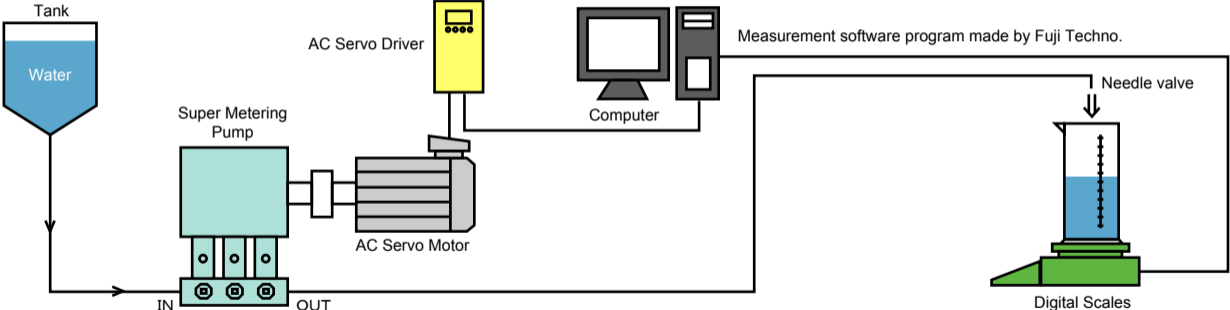 Tank
Water
AC Servo Driver
Measurement software program made by Fuji Techno.
Computer
Needle valve
Super Metering
Pump
AC Servo Motor
IN
OUT
Digital Scales